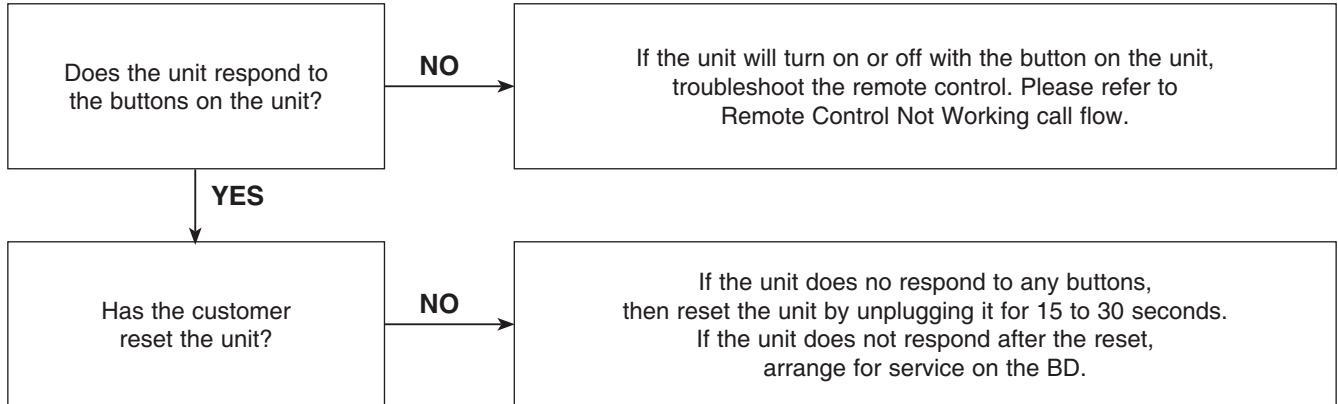 Does the unit respond to
the buttons on the unit?
NO
If the unit will turn on or off with the button on the unit,
troubleshoot the remote control. Please refer to
Remote Control Not Working call flow.
YES
Has the customer
reset the unit?
NO
If the unit does no respond to any buttons,
then reset the unit by unplugging it for 15 to 30 seconds.
If the unit does not respond after the reset,
arrange for service on the BD.